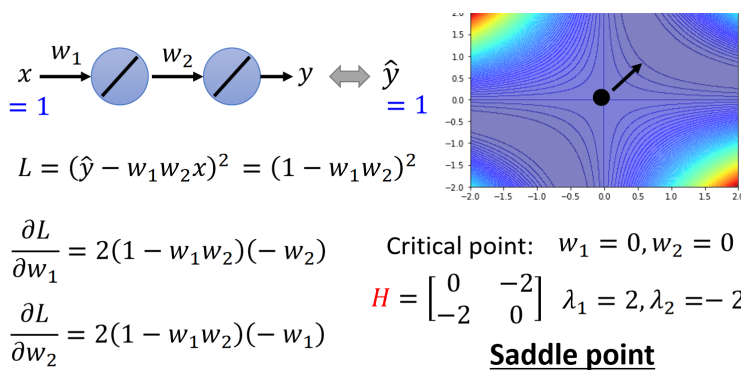 x w₁ w₂ y ⇔ ŷ
= 1 = 1
L = (ŷ − w₁w₂x)² = (1 − w₁w₂)²
∂L/∂w₁ = 2(1 − w₁w₂)(− w₂)
∂L/∂w₂ = 2(1 − w₁w₂)(− w₁)
2.0
1.5
1.0
0.5
0.0
−0.5
−1.0
−1.5
−2.0
−2.0 −1.5 −1.0 −0.5 0.0 0.5 1.0 1.5 2.0
Critical point: w₁ = 0, w₂ = 0
H = [0 −2; −2 0] λ₁ = 2, λ₂ = − 2
Saddle point